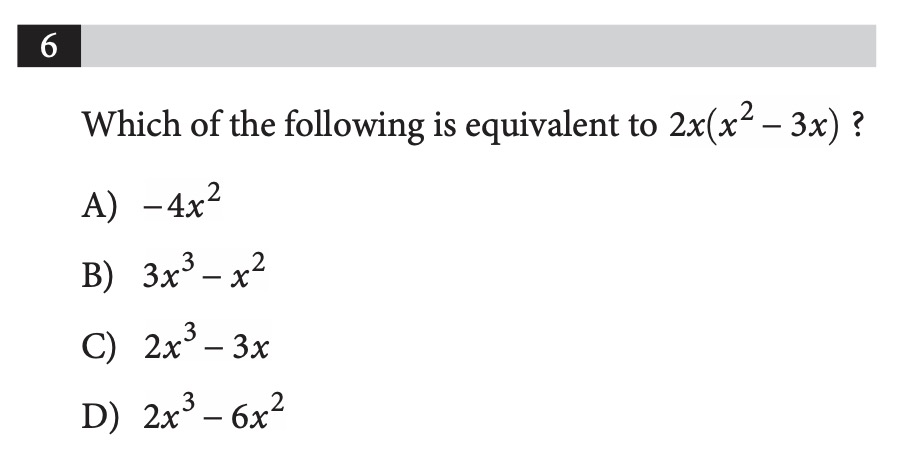 6
Which of the following is equivalent to 2x(x² – 3x) ?
A) –4x²
B) 3x³ – x²
C) 2x³ – 3x
D) 2x³ – 6x²